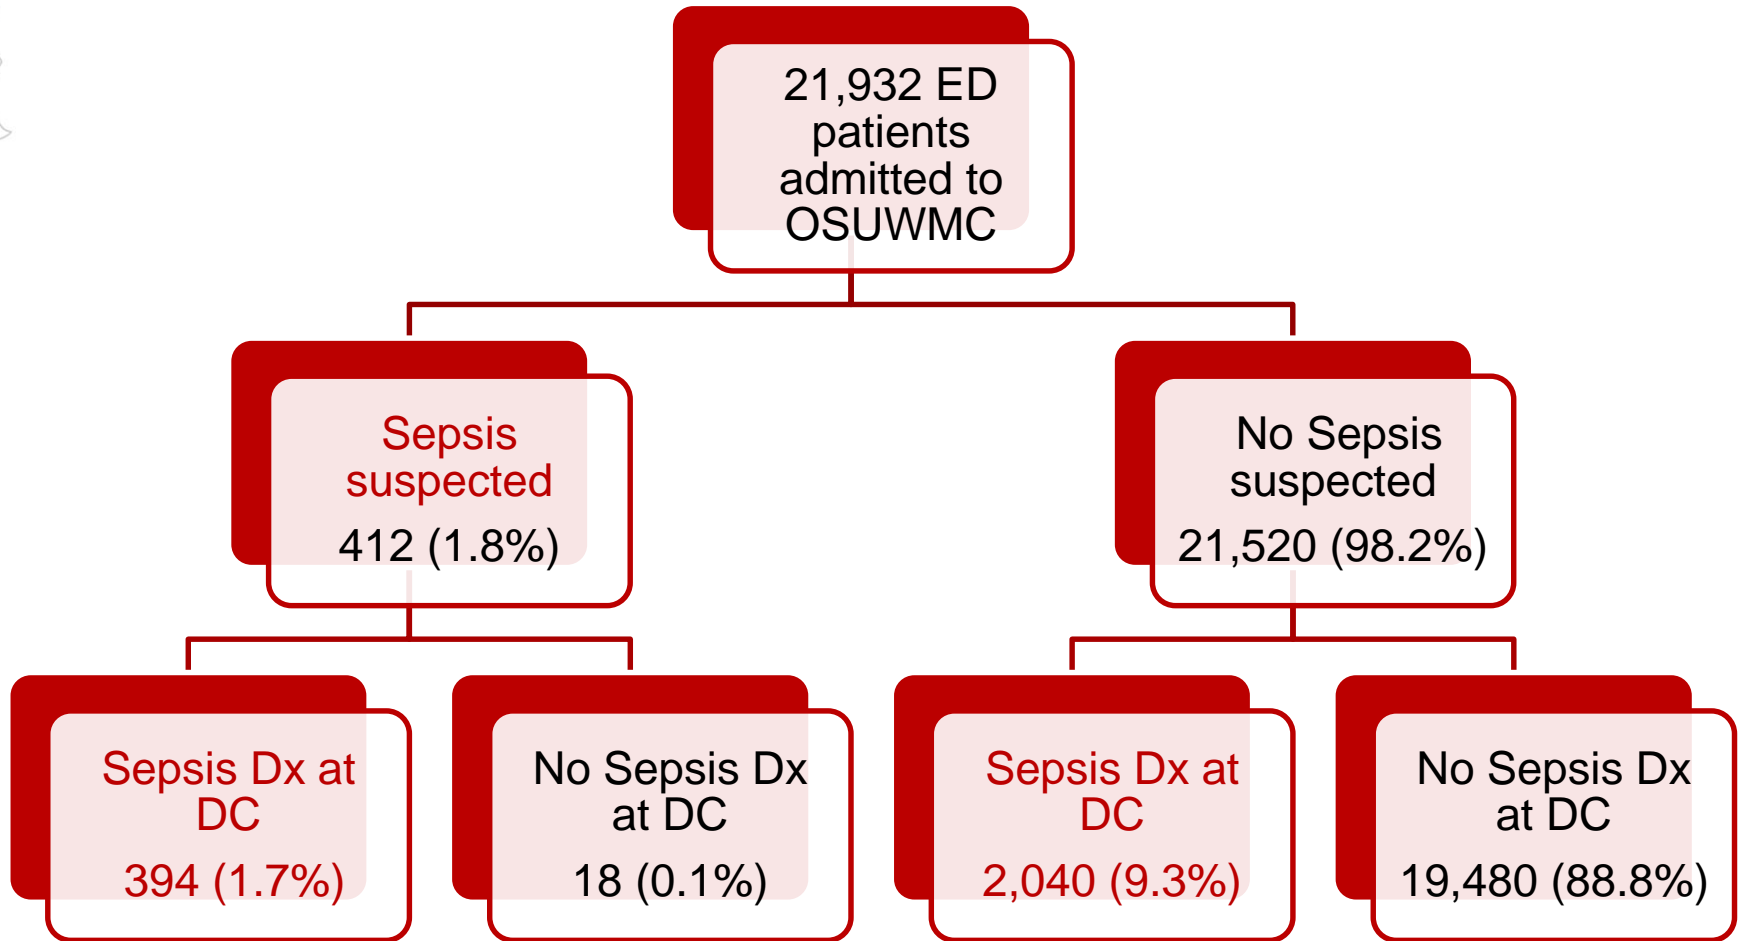 21,932 ED
patients
admitted to
OSUWMC
Sepsis
suspected
412 (1.8%)
No Sepsis
suspected
21,520 (98.2%)
Sepsis Dx at
DC
394 (1.7%)
No Sepsis Dx
at DC
18 (0.1%)
Sepsis Dx at
DC
2,040 (9.3%)
No Sepsis Dx
at DC
19,480 (88.8%)